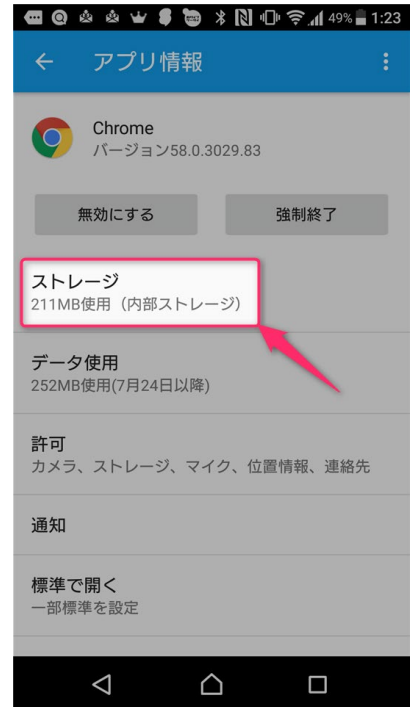 49% 1:23
アプリ情報
Chrome
バージョン58.0.3029.83
無効にする
強制終了
ストレージ
211MB使用（内部ストレージ）
データ使用
252MB使用(7月24日以降)
許可
カメラ、ストレージ、マイク、位置情報、連絡先
通知
標準で開く
一部標準を設定